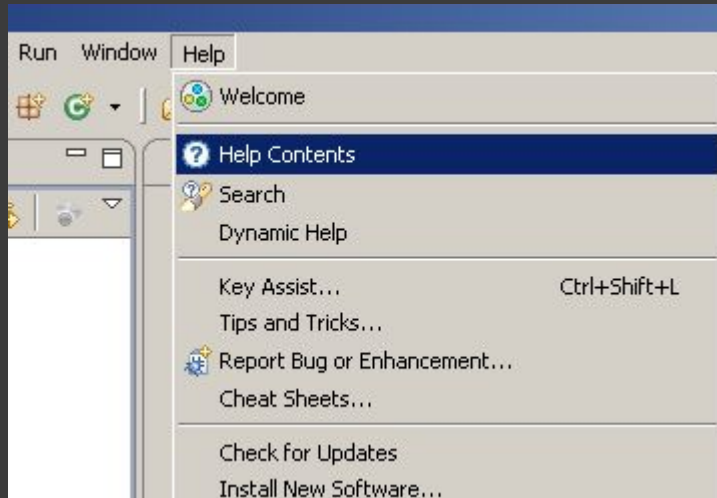 Run Window Help
Welcome
Help Contents
Search
Dynamic Help
Key Assist... Ctrl+Shift+L
Tips and Tricks...
Report Bug or Enhancement...
Cheat Sheets...
Check for Updates
Install New Software...